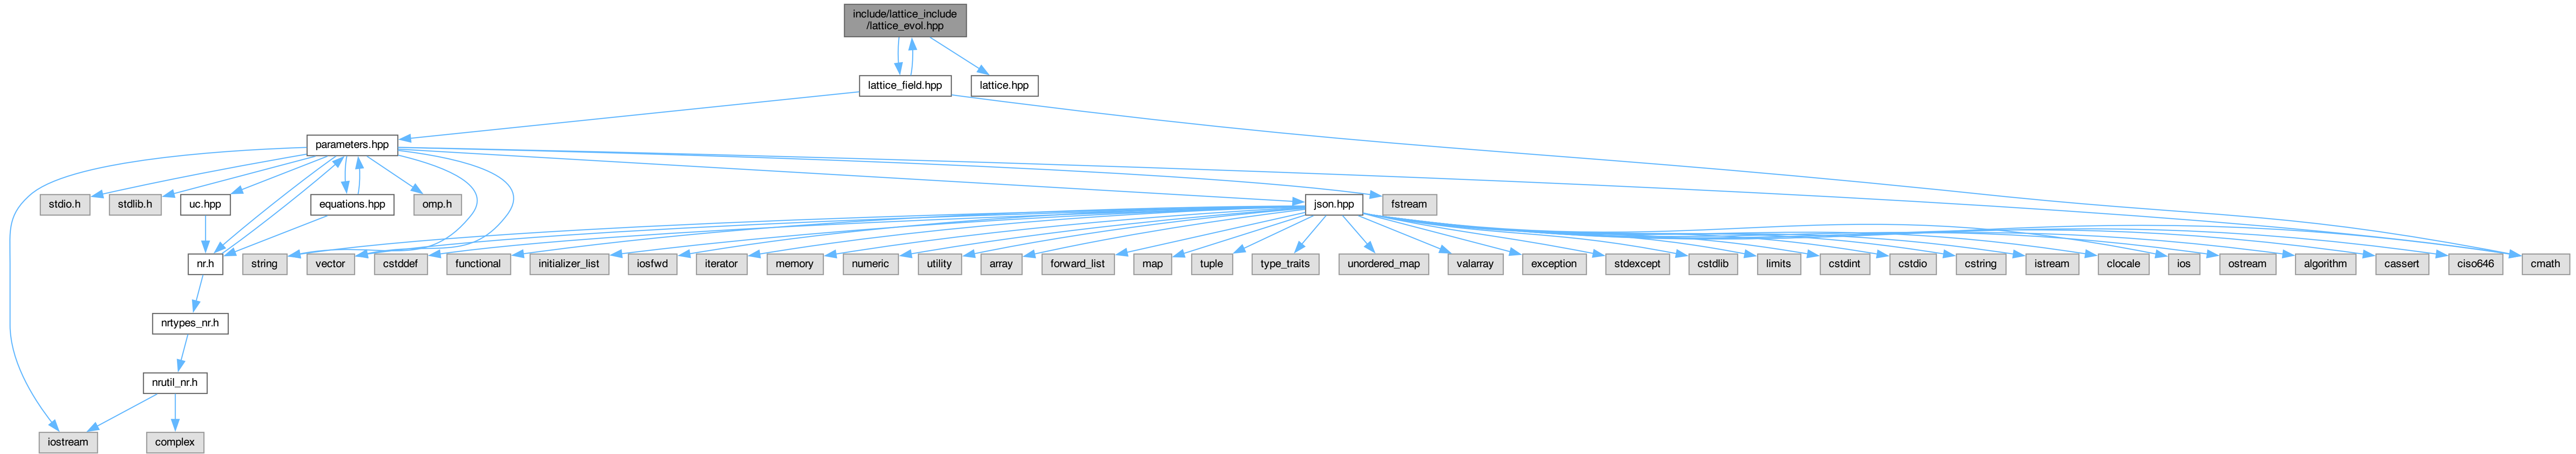 include/lattice_include
/lattice_evol.hpp
lattice_field.hpp
lattice.hpp
parameters.hpp
stdio.h
stdlib.h
uc.hpp
equations.hpp
omp.h
json.hpp
fstream
nr.h
string
vector
cstddef
functional
initializer_list
iosfwd
iterator
memory
numeric
utility
array
forward_list
map
tuple
type_traits
unordered_map
valarray
exception
stdexcept
cstdlib
limits
cstdint
cstdio
cstring
istream
clocale
ios
ostream
algorithm
cassert
ciso646
cmath
nrtypes_nr.h
nrutil_nr.h
iostream
complex